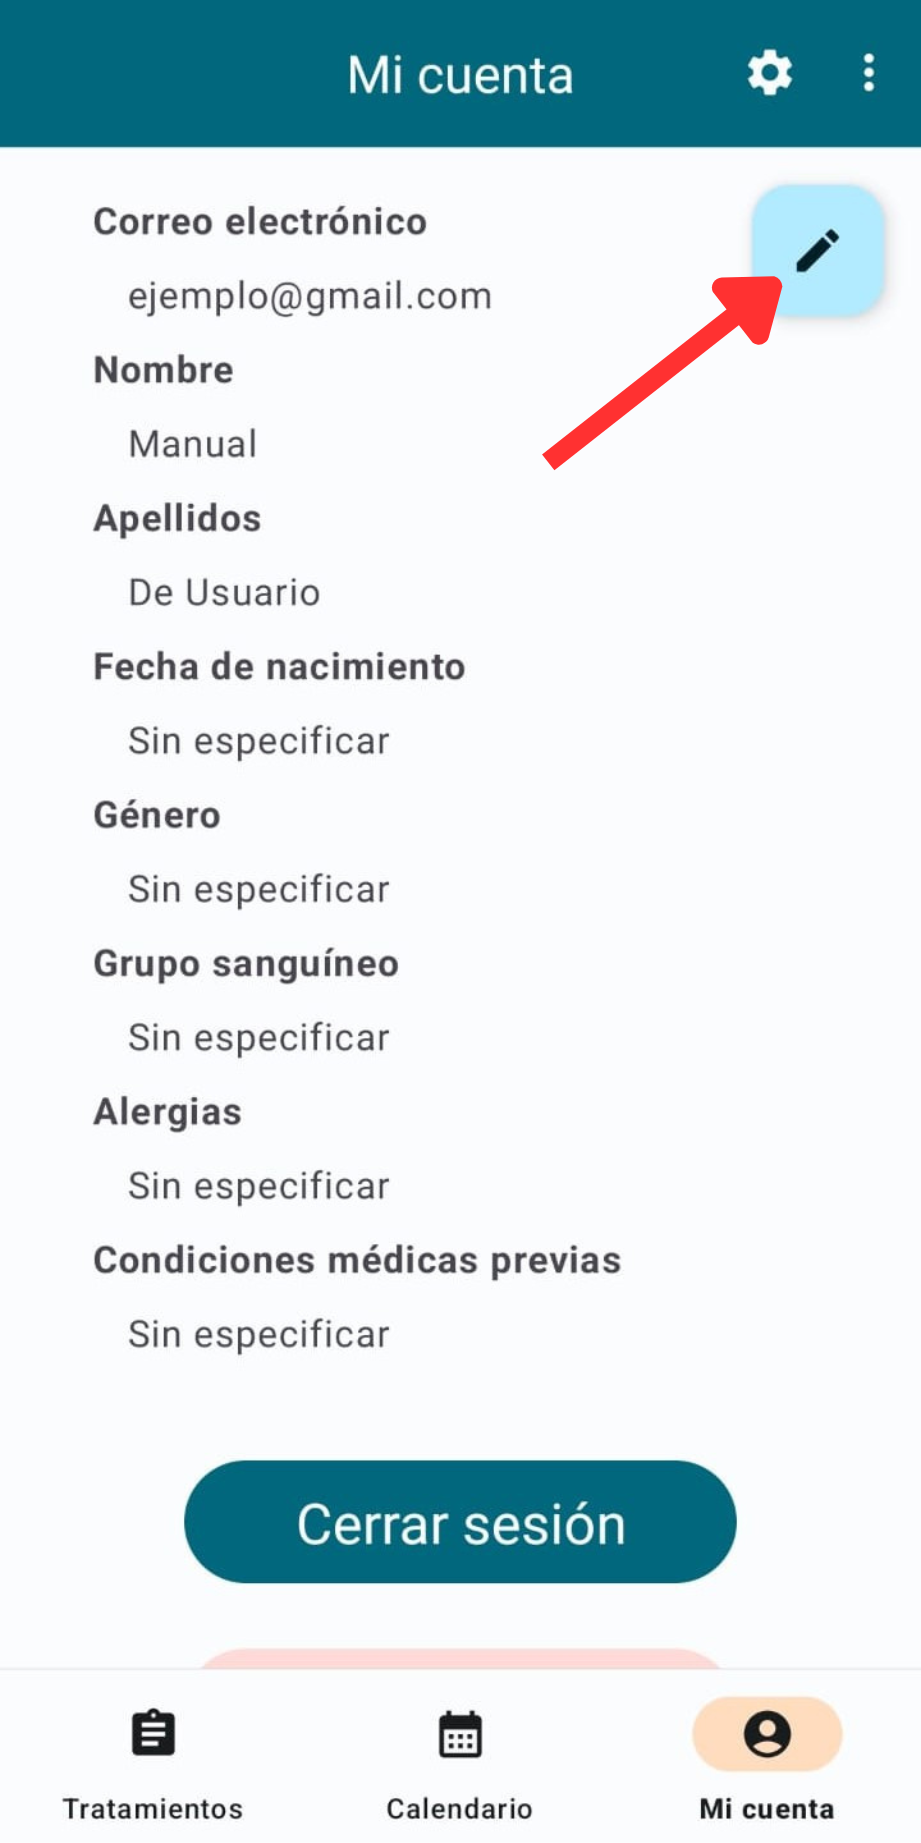 Mi cuenta
Correo electrónico
ejemplo@gmail.com
Nombre
Manual
Apellidos
De Usuario
Fecha de nacimiento
Sin especificar
Género
Sin especificar
Grupo sanguíneo
Sin especificar
Alergias
Sin especificar
Condiciones médicas previas
Sin especificar
Cerrar sesión
Tratamientos
Calendario
Mi cuenta